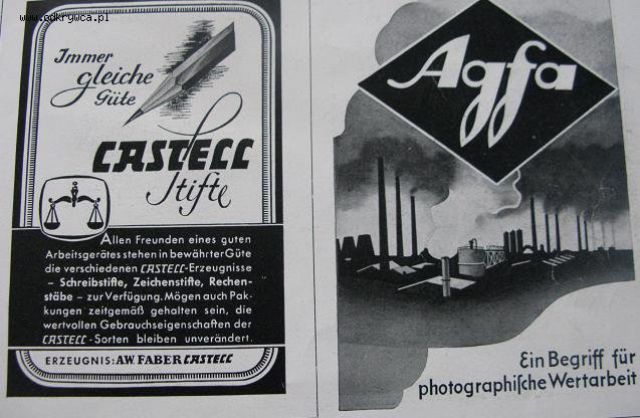 www.odkrywca.pl
Immer
gleiche
Güte
CASTELL
Stifte
Allen Freunden eines guten
Arbeitsgerätes stehen in bewährter Güte
die verschiedenen CASTELL-Erzeugnisse
– Schreibstifte, Zeichenstifte, Rechen-
stäbe – zur Verfügung. Mögen auch Pak-
kungen zeitgemäß gehalten sein, die
wertvollen Gebrauchseigenschaften der
CASTELL-Sorten bleiben unverändert.
ERZEUGNIS: A.W. FABER CASTELL
Agfa
Ein Begriff für
photographiſche Wertarbeit